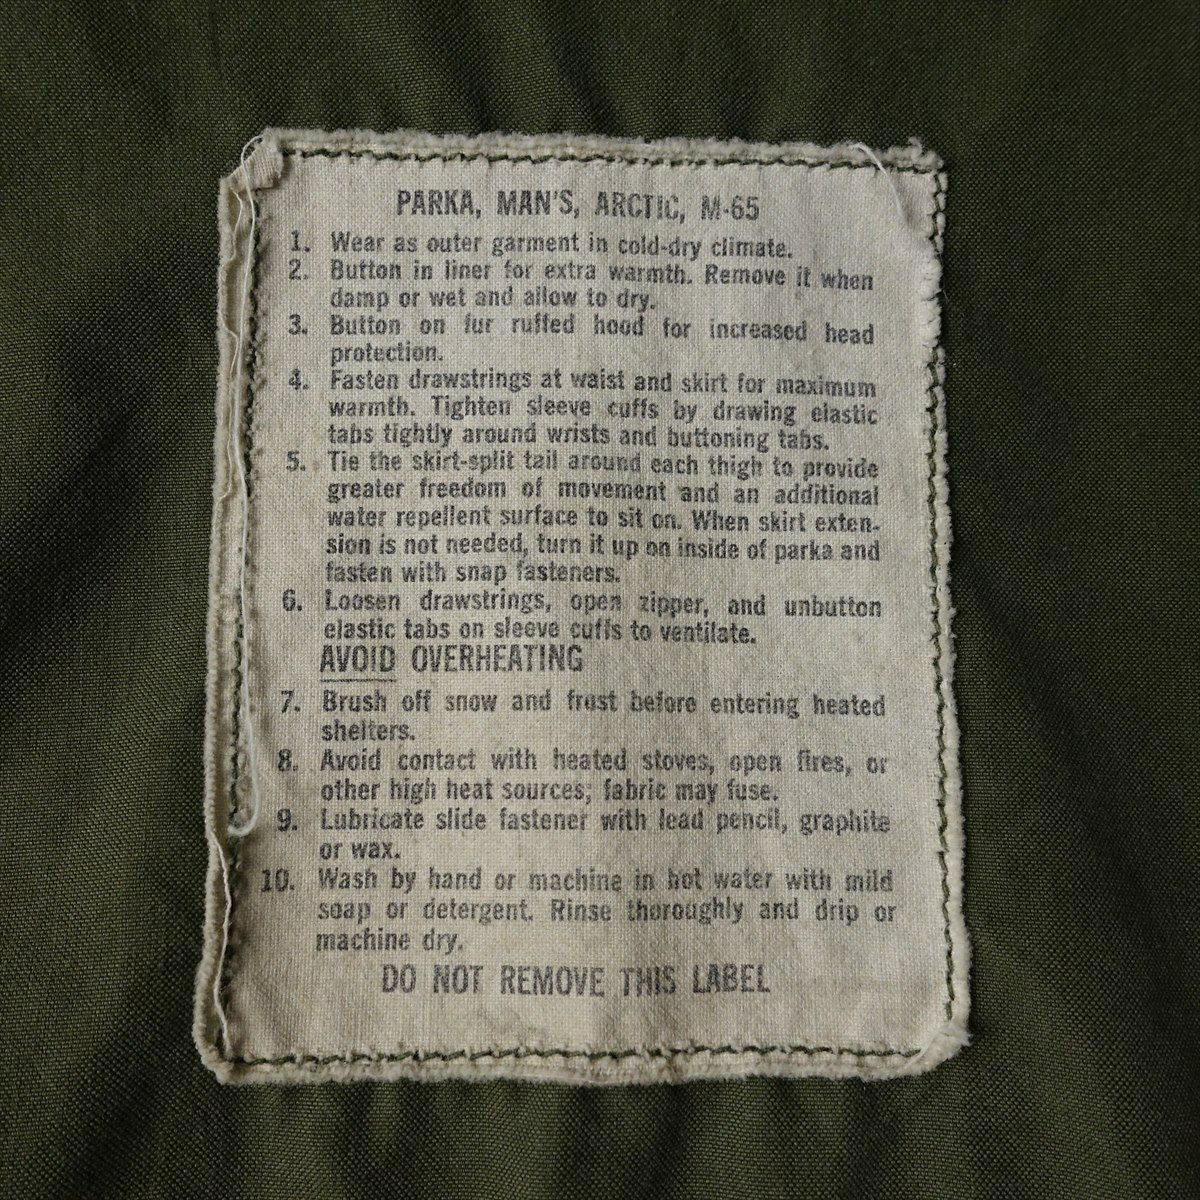 PARKA, MAN'S, ARCTIC, M-65
1. Wear as outer garment in cold-dry climate.
2. Button in liner for extra warmth. Remove it when
damp or wet and allow to dry.
3. Button on fur ruffed hood for increased head
protection.
4. Fasten drawstrings at waist and skirt for maximum
warmth. Tighten sleeve cuffs by drawing elastic
tabs tightly around wrists and buttoning tabs.
5. Tie the skirt-split tail around each thigh to provide
greater freedom of movement and an additional
water repellent surface to sit on. When skirt exten-
sion is not needed, turn it up on inside of parka and
fasten with snap fasteners.
6. Loosen drawstrings, open zipper, and unbutton
elastic tabs on sleeve cuffs to ventilate.
AVOID OVERHEATING
7. Brush off snow and frost before entering heated
shelters.
8. Avoid contact with heated stoves, open fires, or
other high heat sources; fabric may fuse.
9. Lubricate slide fastener with lead pencil, graphite
or wax.
10. Wash by hand or machine in hot water with mild
soap or detergent. Rinse thoroughly and drip or
machine dry.
DO NOT REMOVE THIS LABEL